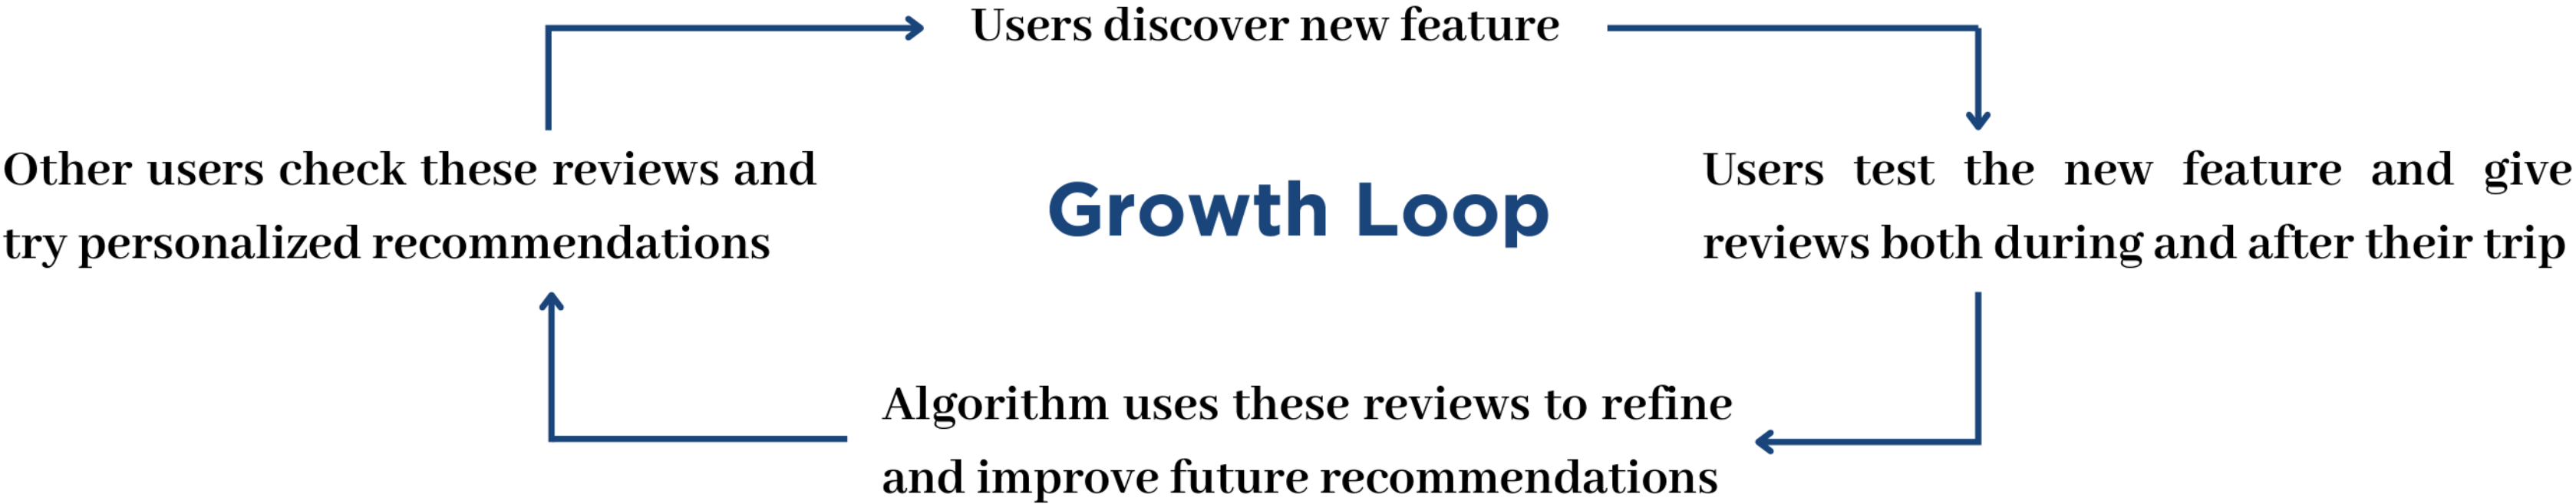 Users discover new feature
Other users check these reviews and
try personalized recommendations
Growth Loop
Users test the new feature and give
reviews both during and after their trip
Algorithm uses these reviews to refine
and improve future recommendations